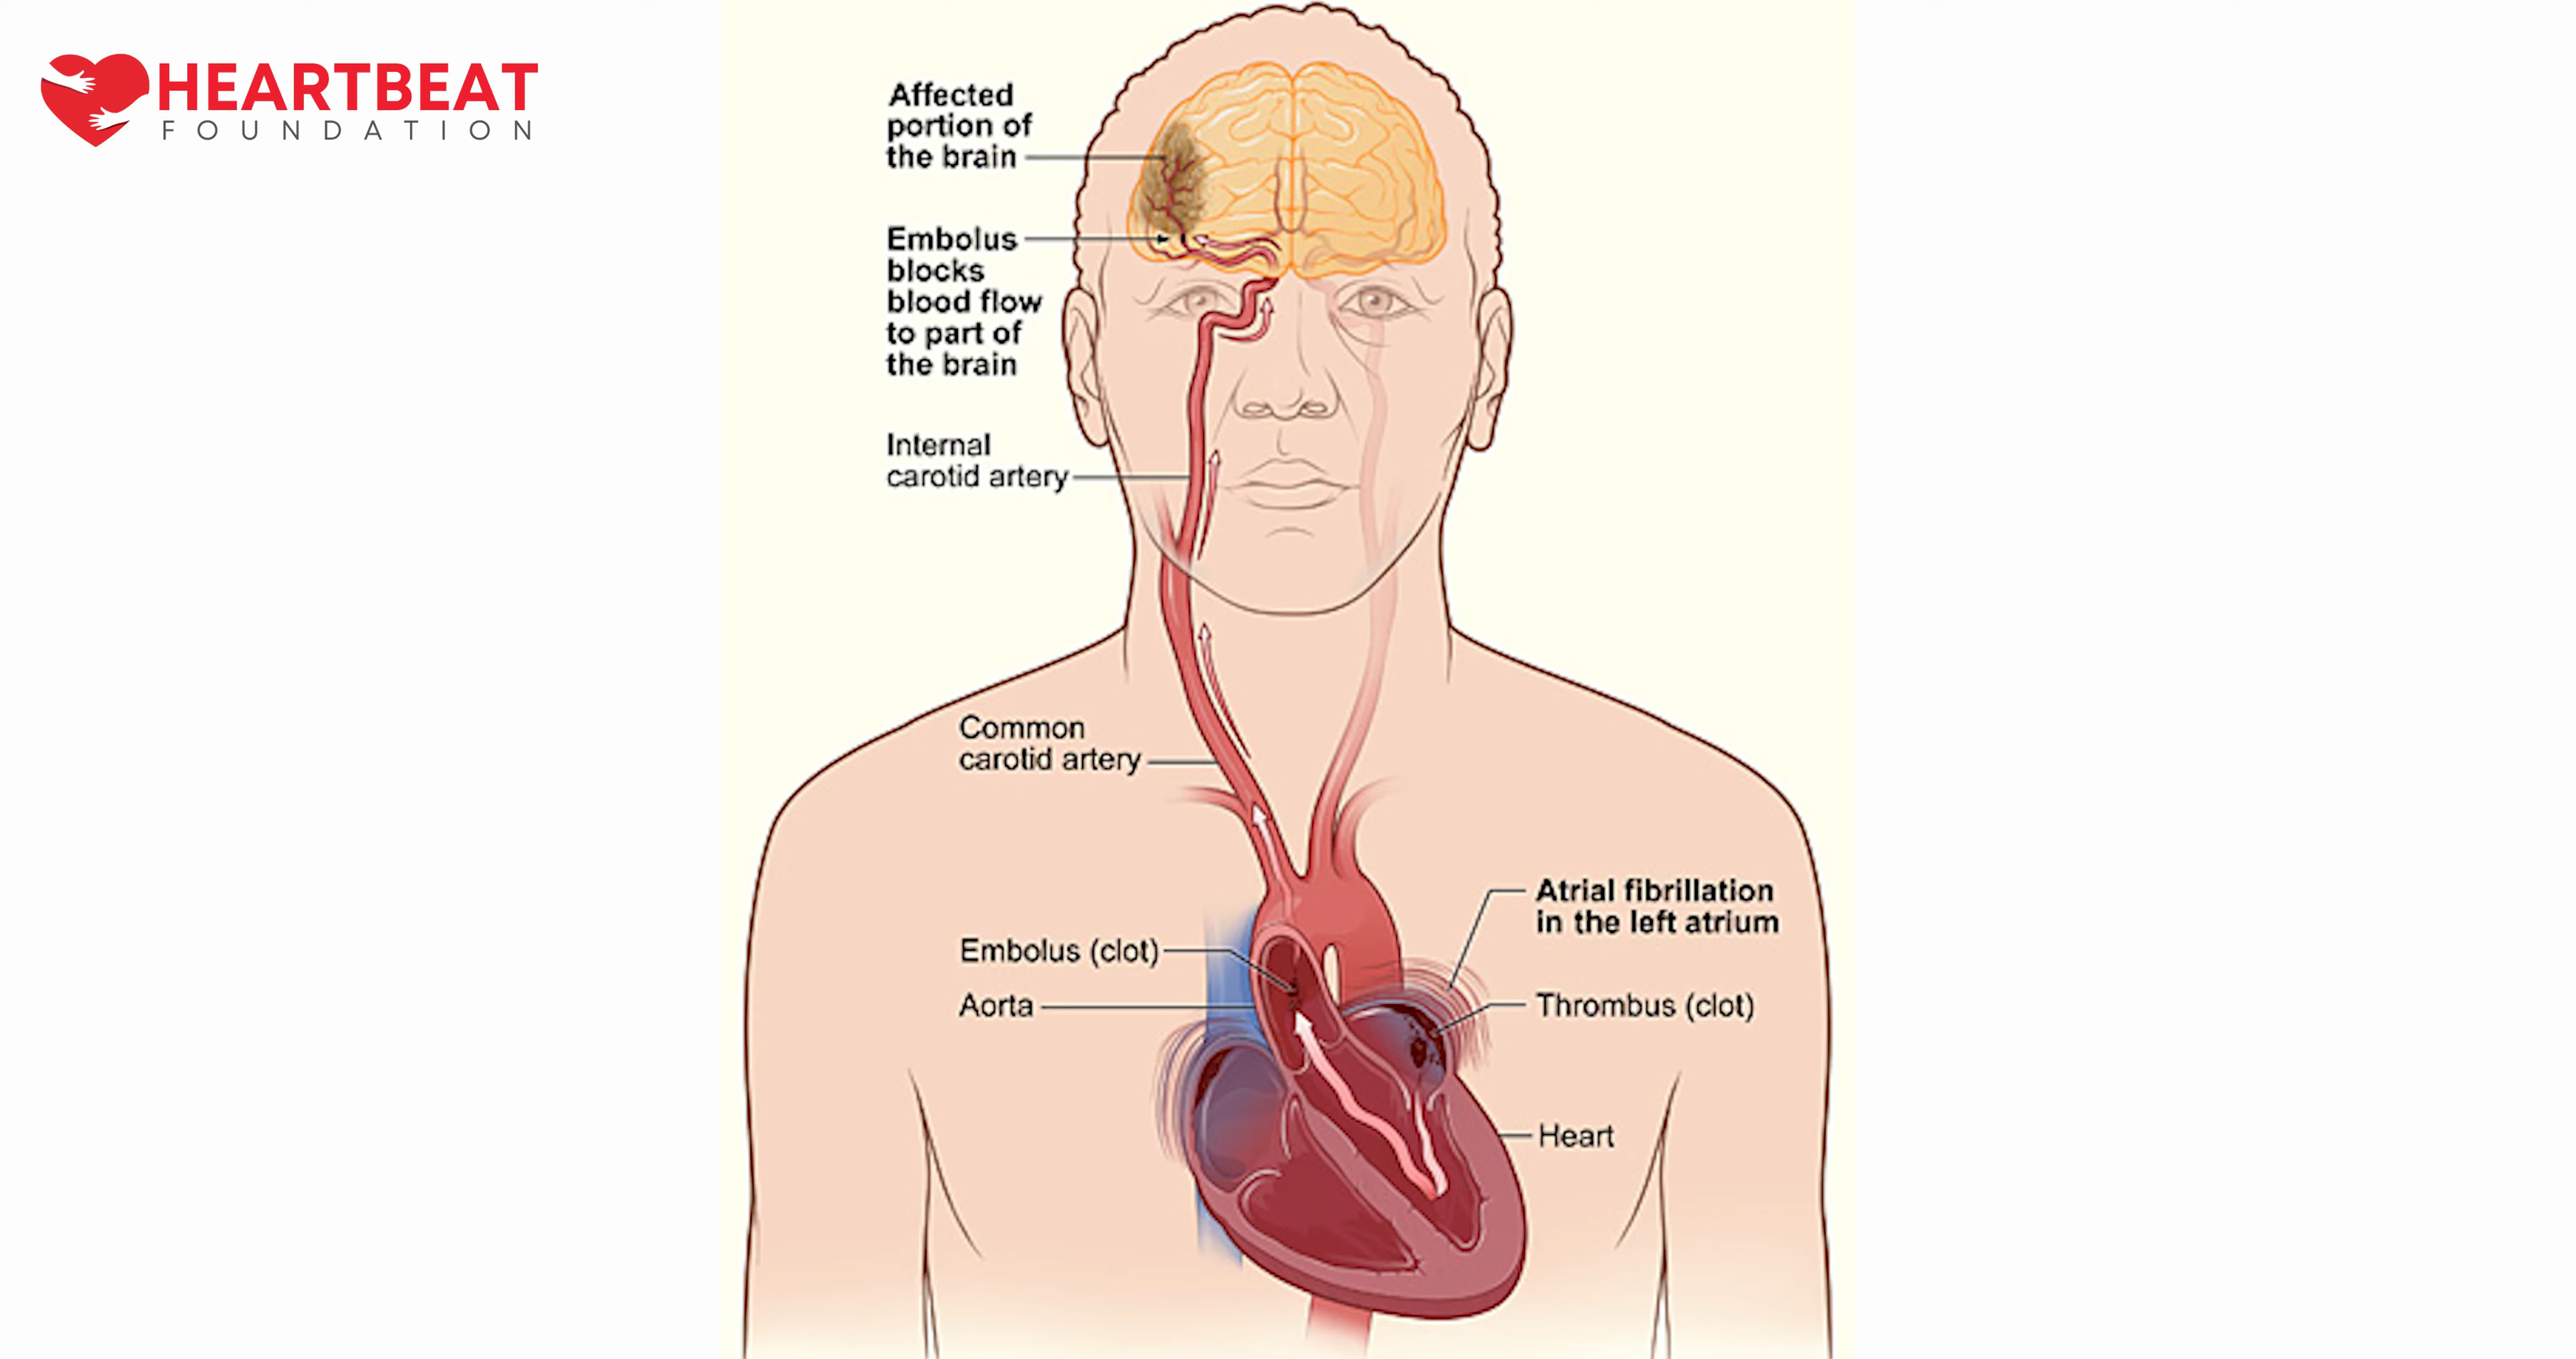 HEARTBEAT
FOUNDATION
Affected
portion of
the brain
Embolus
blocks
blood flow
to part of
the brain
Internal
carotid artery
Common
carotid artery
Embolus (clot)
Aorta
Atrial fibrillation
in the left atrium
Thrombus (clot)
Heart